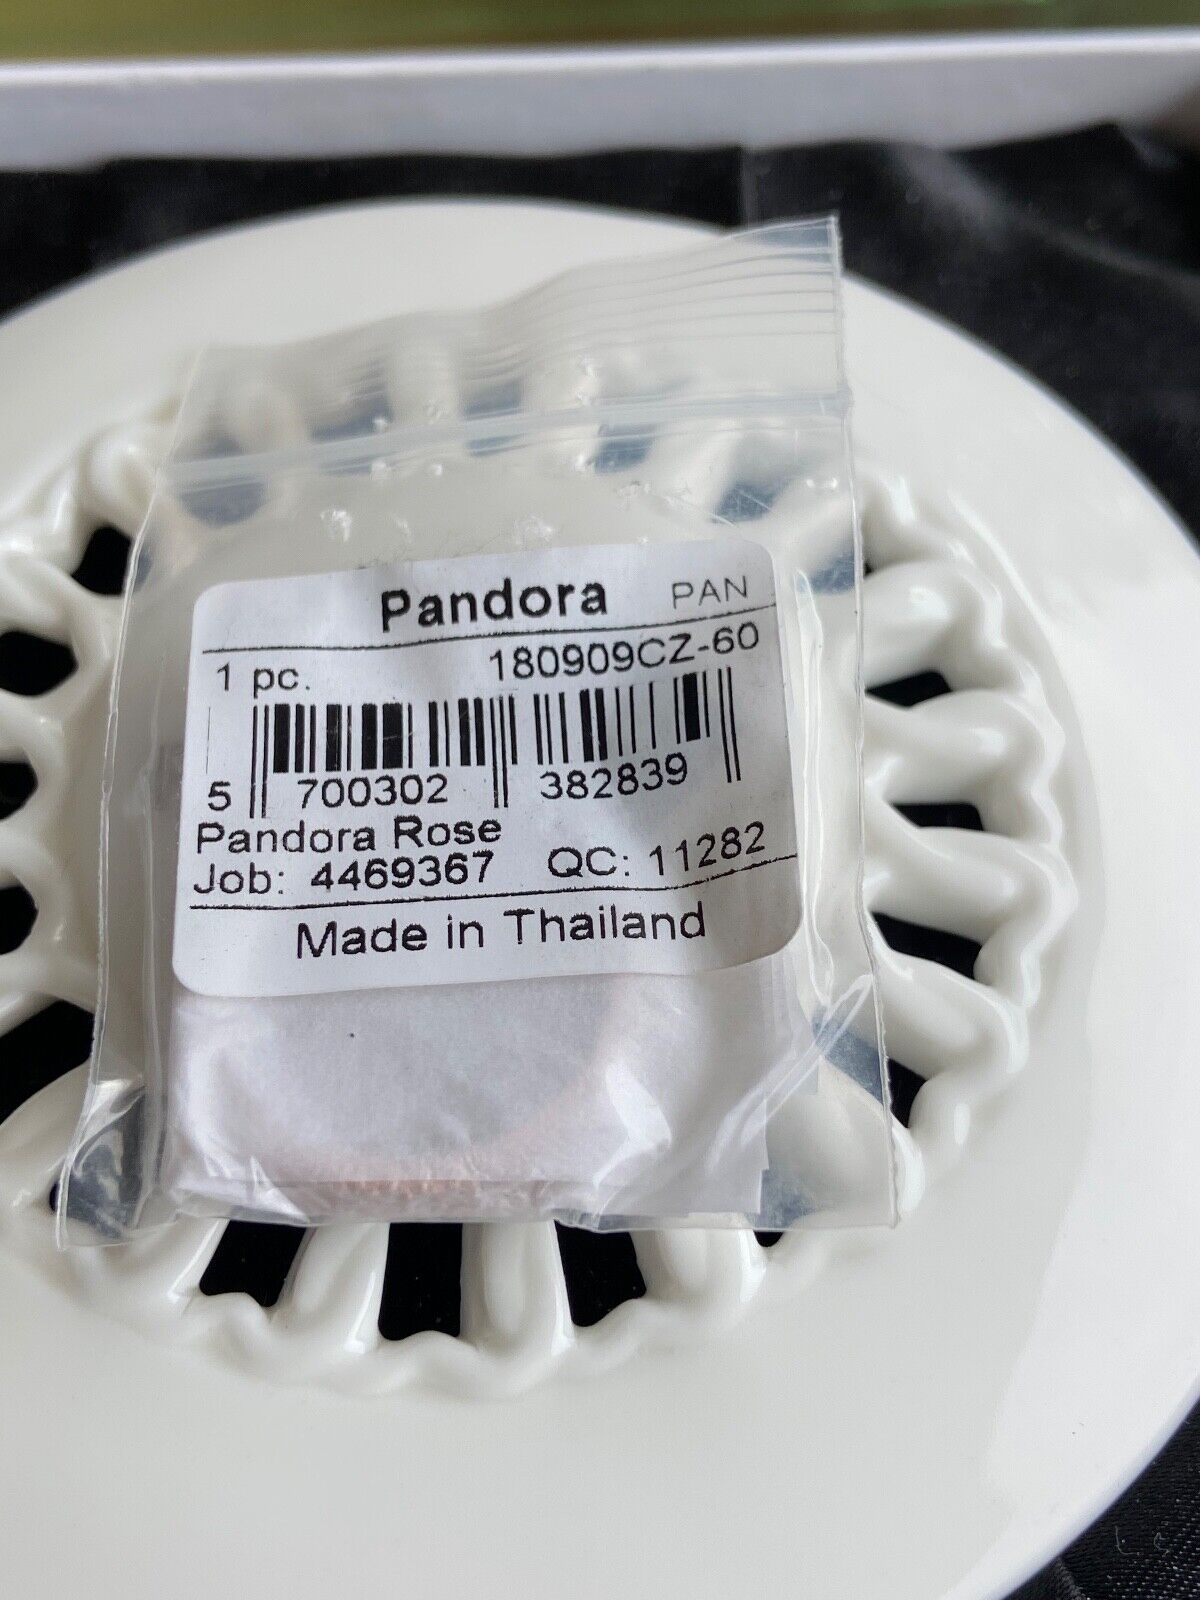 Pandora PAN
1 pc. 180909CZ-60
5 700302 382839
Pandora Rose
Job: 4469367 QC: 11282
Made in Thailand